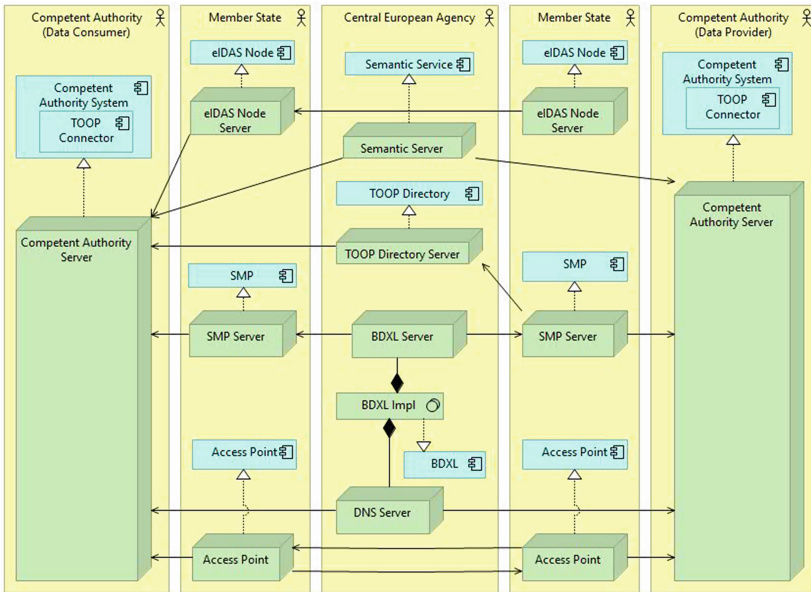 Competent Authority
(Data Consumer)
Member State
Central European Agency
Member State
Competent Authority
(Data Provider)
Competent
Authority System
TOOP
Connector
eIDAS Node
eIDAS Node
Server
Semantic Service
Semantic Server
eIDAS Node
eIDAS Node
Server
Competent
Authority System
TOOP
Connector
Competent Authority
Server
TOOP Directory
TOOP Directory Server
Competent
Authority Server
SMP
SMP Server
BDXL Server
SMP
SMP Server
BDXL Impl
BDXL
Access Point
Access Point
DNS Server
Access Point
Access Point